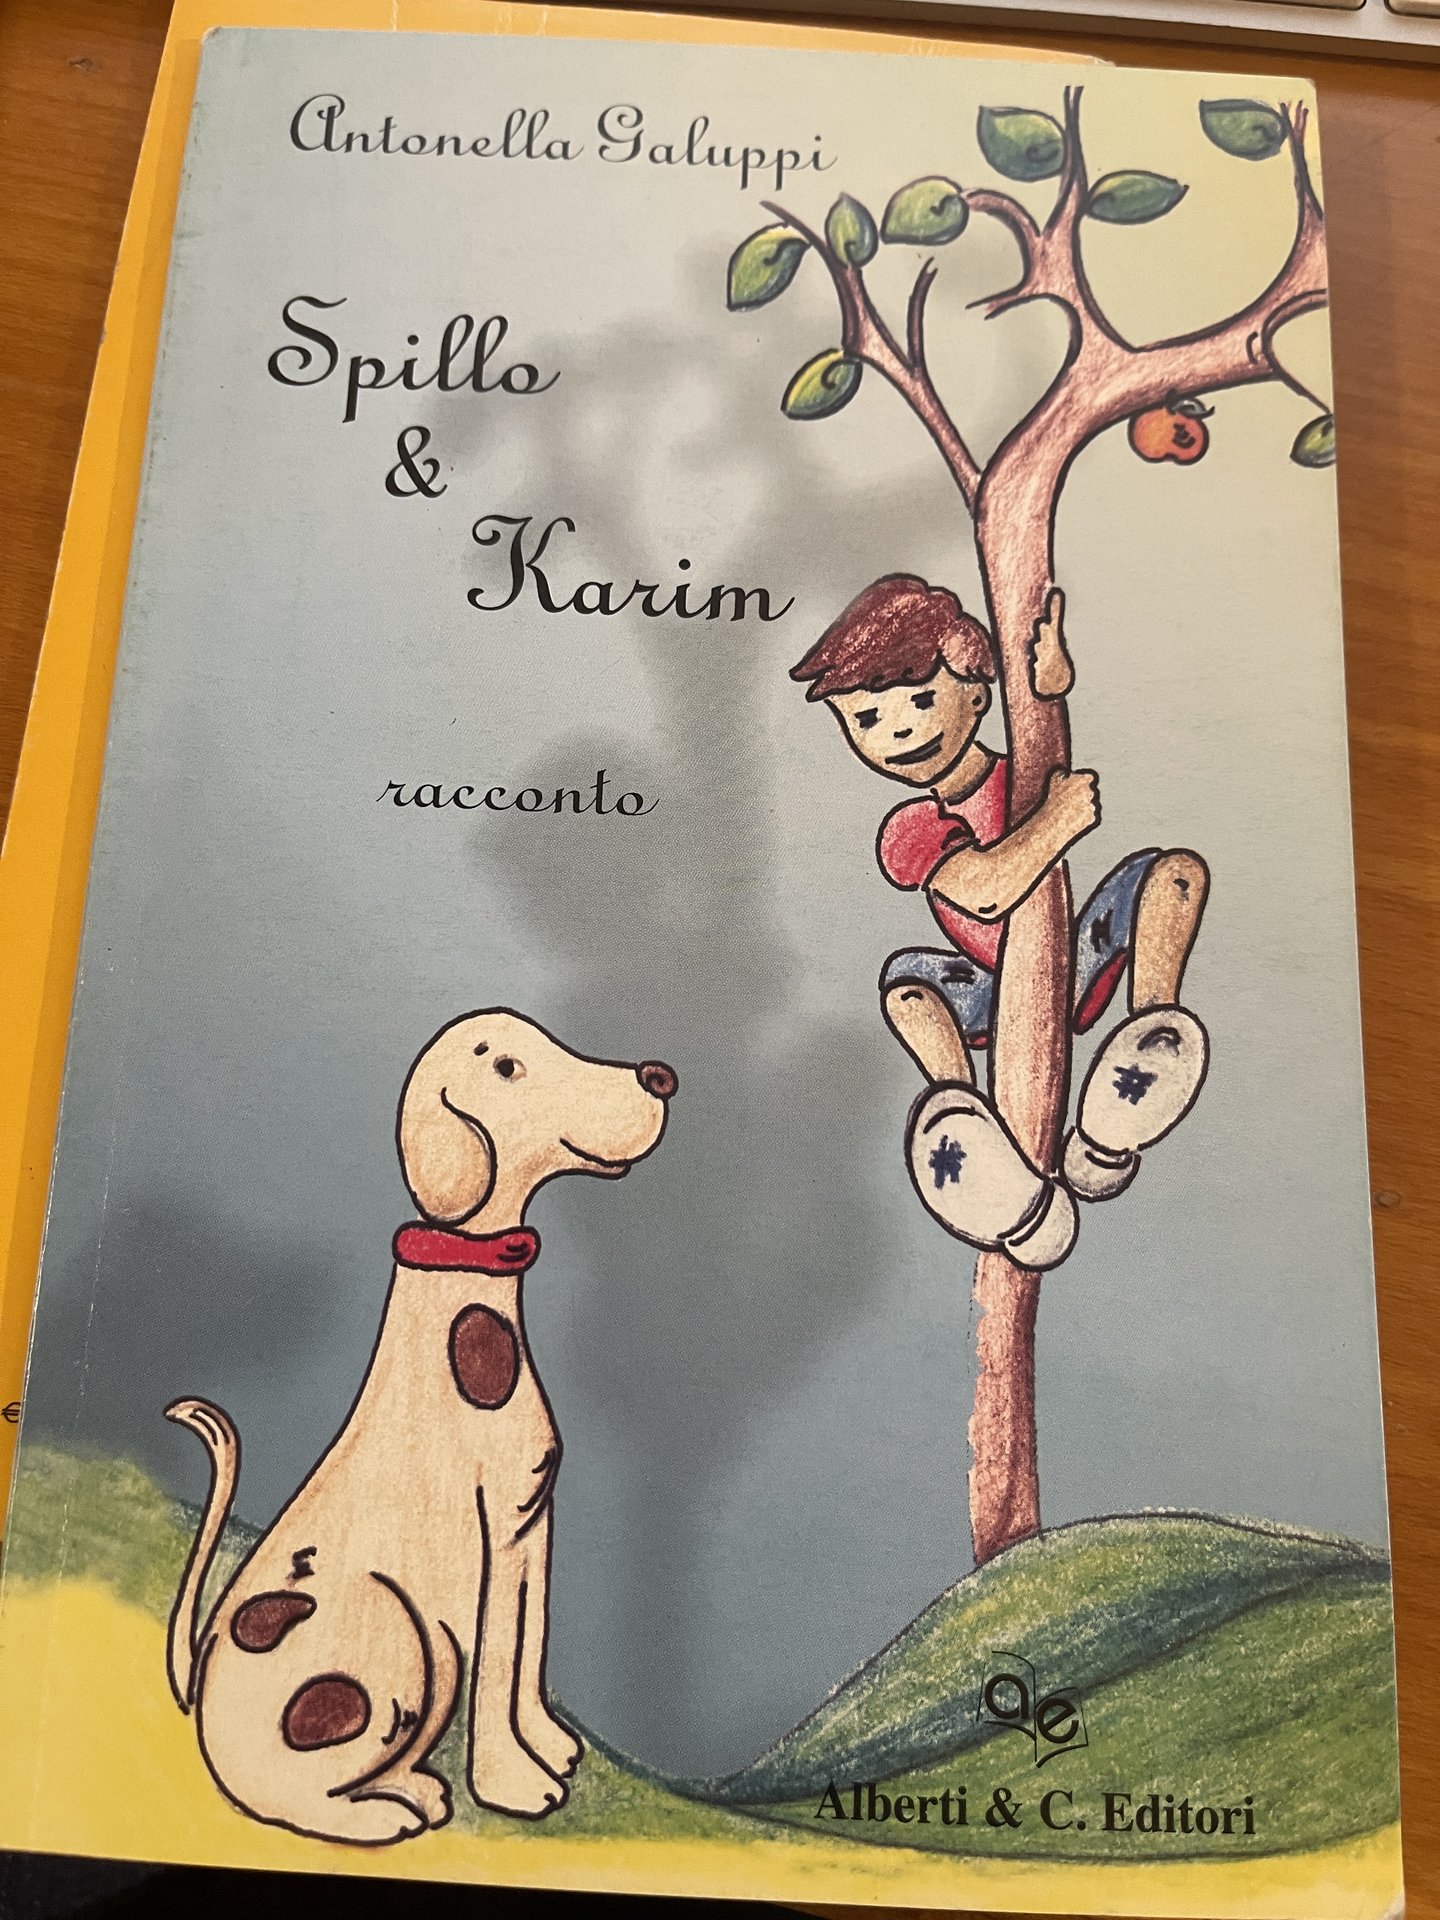 Antonella Galuppi
Spillo
&
Karim
racconto
€
ae
Alberti & C. Editori